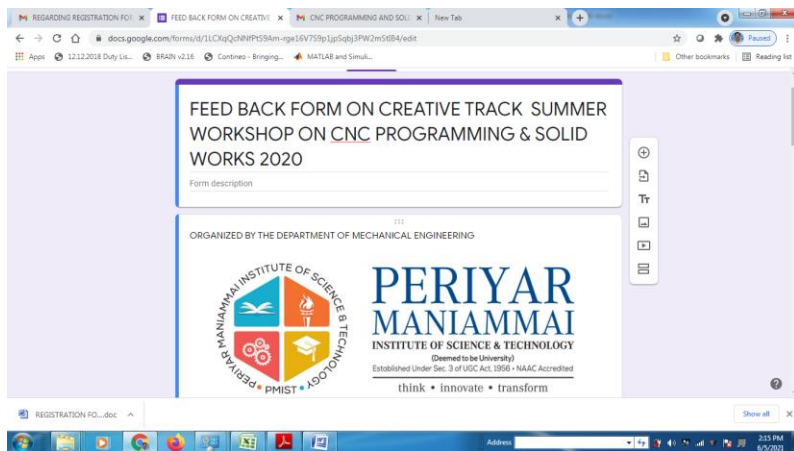 REGARDING REGISTRATION FO
FEED BACK FORM ON CREATIVE
CNC PROGRAMMING AND SOLI
New Tab
docs.google.com/forms/d/1LCXqQcNNfPtS9Am-rge16V7S9p1jpSqbj3PW2mStlB4/edit
Paused
Apps
12.12.2018 Duty Lis...
BRAIN v2.16
Contineo - Bringing...
MATLAB and Simuli...
Other bookmarks
Reading list
FEED BACK FORM ON CREATIVE TRACK SUMMER
WORKSHOP ON CNC PROGRAMMING & SOLID
WORKS 2020
Form description
ORGANIZED BY THE DEPARTMENT OF MECHANICAL ENGINEERING
PERIYAR MANIAMMAI INSTITUTE OF SCIENCE & TECHNOLOGY
PMIST
PERIYAR
MANIAMMAI
INSTITUTE OF SCIENCE & TECHNOLOGY
(Deemed to be University)
Established Under Sec. 3 of UGC Act, 1956 • NAAC Accredited
think • innovate • transform
Tт
REGISTRATION FO....doc
Show all
Address
2:15 PM
6/5/2021